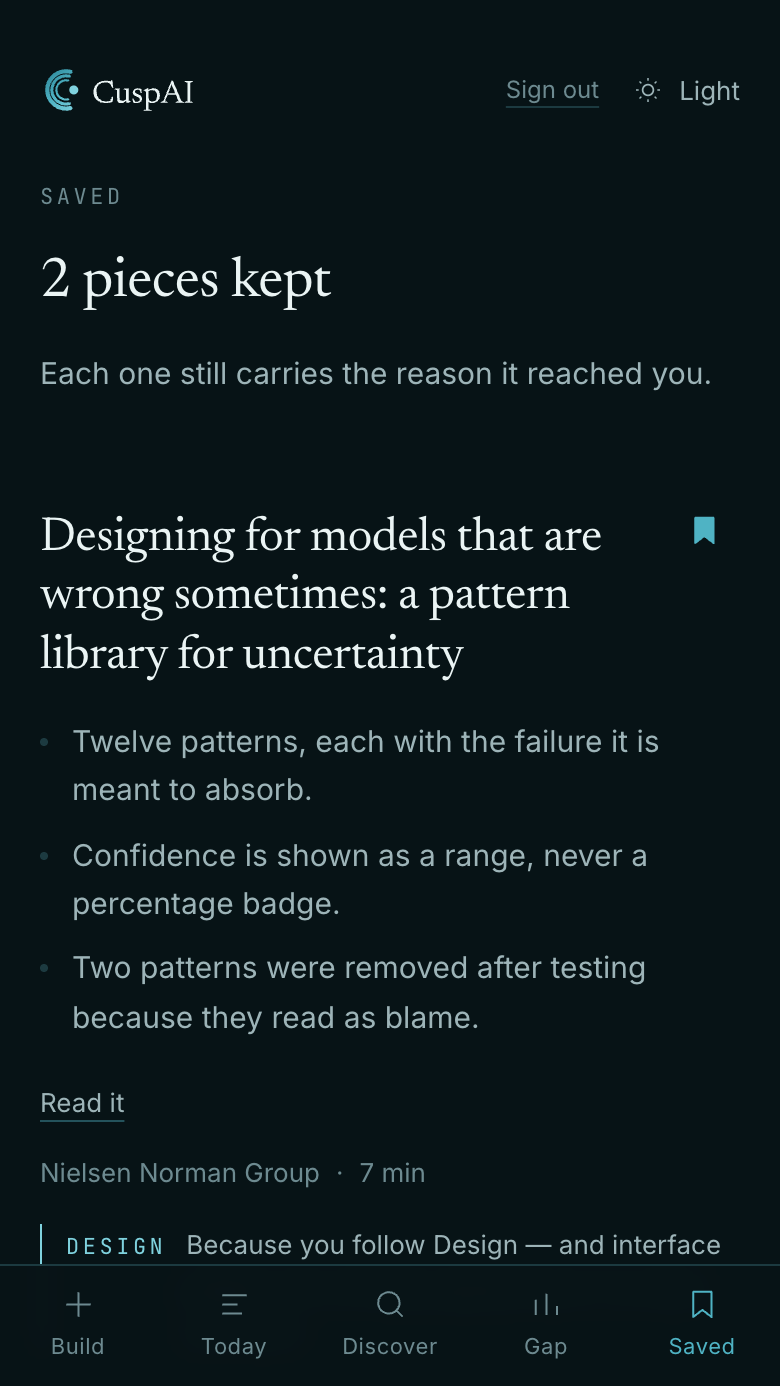 CuspAI
Sign out
Light
SAVED
2 pieces kept
Each one still carries the reason it reached you.
Designing for models that are
wrong sometimes: a pattern
library for uncertainty
Twelve patterns, each with the failure it is
meant to absorb.
Confidence is shown as a range, never a
percentage badge.
Two patterns were removed after testing
because they read as blame.
Read it
Nielsen Norman Group · 7 min
DESIGN Because you follow Design — and interface
Build
Today
Discover
Gap
Saved